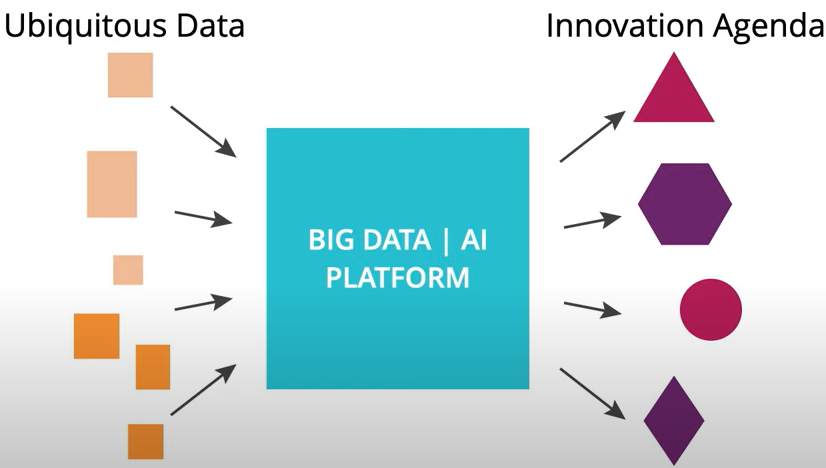 Ubiquitous Data
Innovation Agenda
BIG DATA | AI
PLATFORM